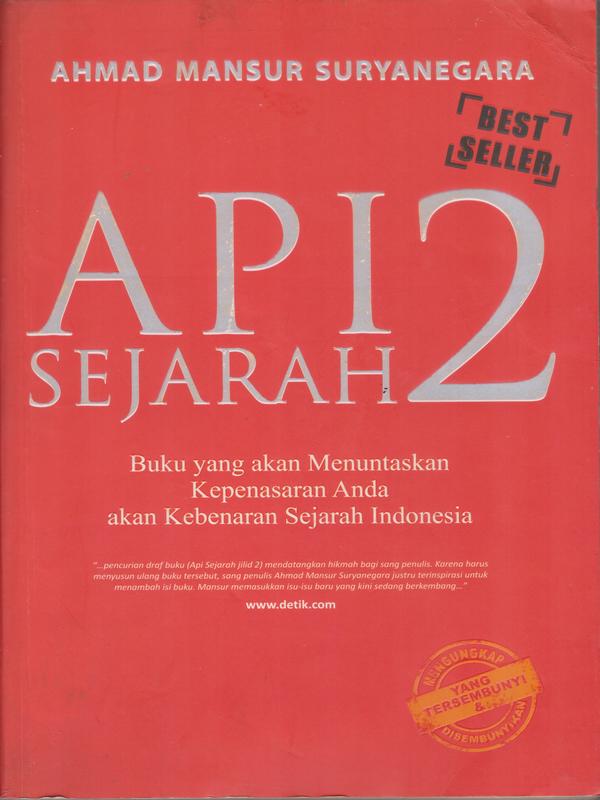 AHMAD MANSUR SURYANEGARA
BEST
SELLER
API 2
SEJARAH
Buku yang akan Menuntaskan
Kepenasaran Anda
akan Kebenaran Sejarah Indonesia
"...pencurian draf buku (Api Sejarah jilid 2) mendatangkan hikmah bagi sang penulis. Karena harus
menyusun ulang buku tersebut, sang penulis Ahmad Mansur Suryanegara justru terinspirasi untuk
menambah isi buku. Mansur memasukkan isu-isu baru yang kini sedang berkembang..."
www.detik.com
MENGUNGKAP
YANG
TERSEMBUNYI
&
DISEMBUNYIKAN